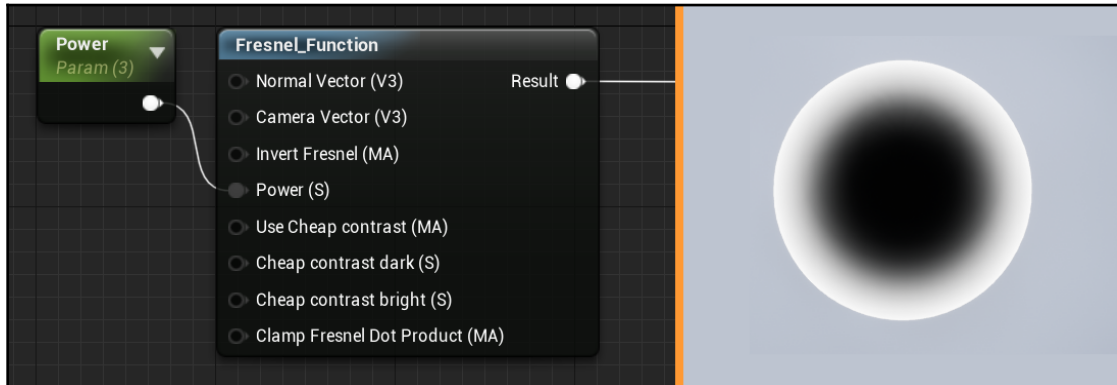 Power
Param (3)
Fresnel_Function
Normal Vector (V3)
Result
Camera Vector (V3)
Invert Fresnel (MA)
Power (S)
Use Cheap contrast (MA)
Cheap contrast dark (S)
Cheap contrast bright (S)
Clamp Fresnel Dot Product (MA)